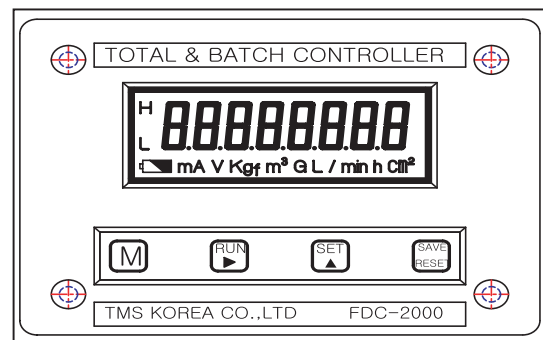 TOTAL & BATCH CONTROLLER
H
8.8.8.8.8.8.8.8
L
mA V Kgf m³ G L / min h Cm²
M RUN SET SAVE
RESET
TMS KOREA CO.,LTD FDC-2000